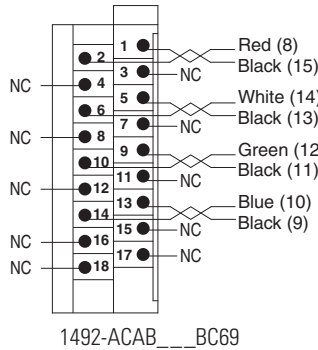 1 Red (8)
2 Black (15)
3 NC
NC 4
5 White (14)
6 Black (13)
7 NC
NC 8
9 Green (12
10 Black (11)
11 NC
NC 12
13 Blue (10)
14 Black (9)
15 NC
NC 16
17 NC
NC 18
1492-ACAB___BC69